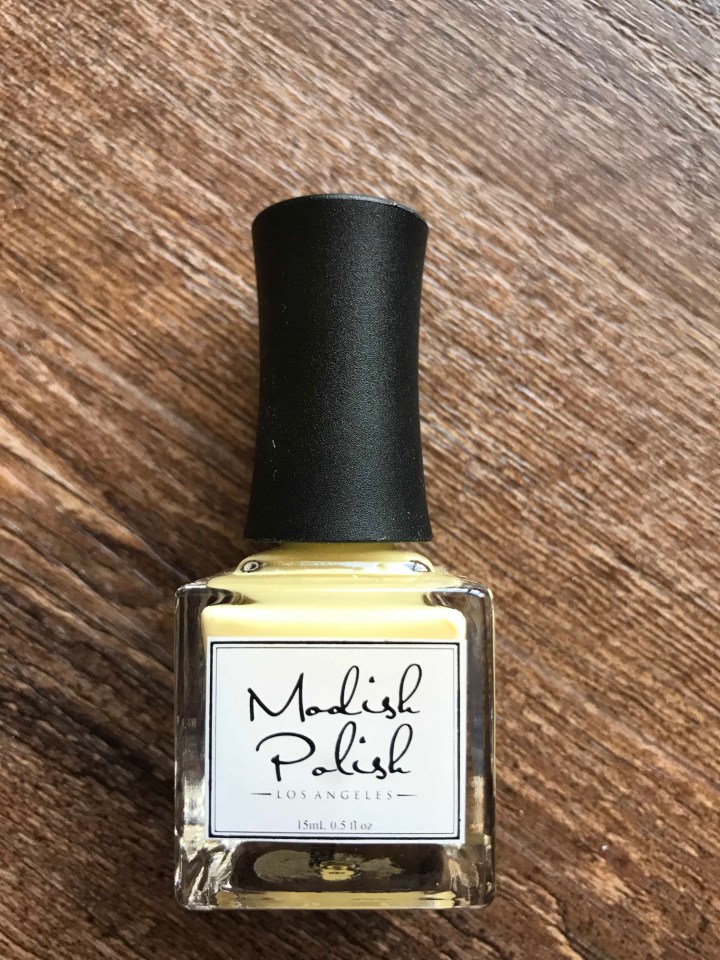 Modish
Polish
LOS ANGELES
15mL 0.5 fl oz